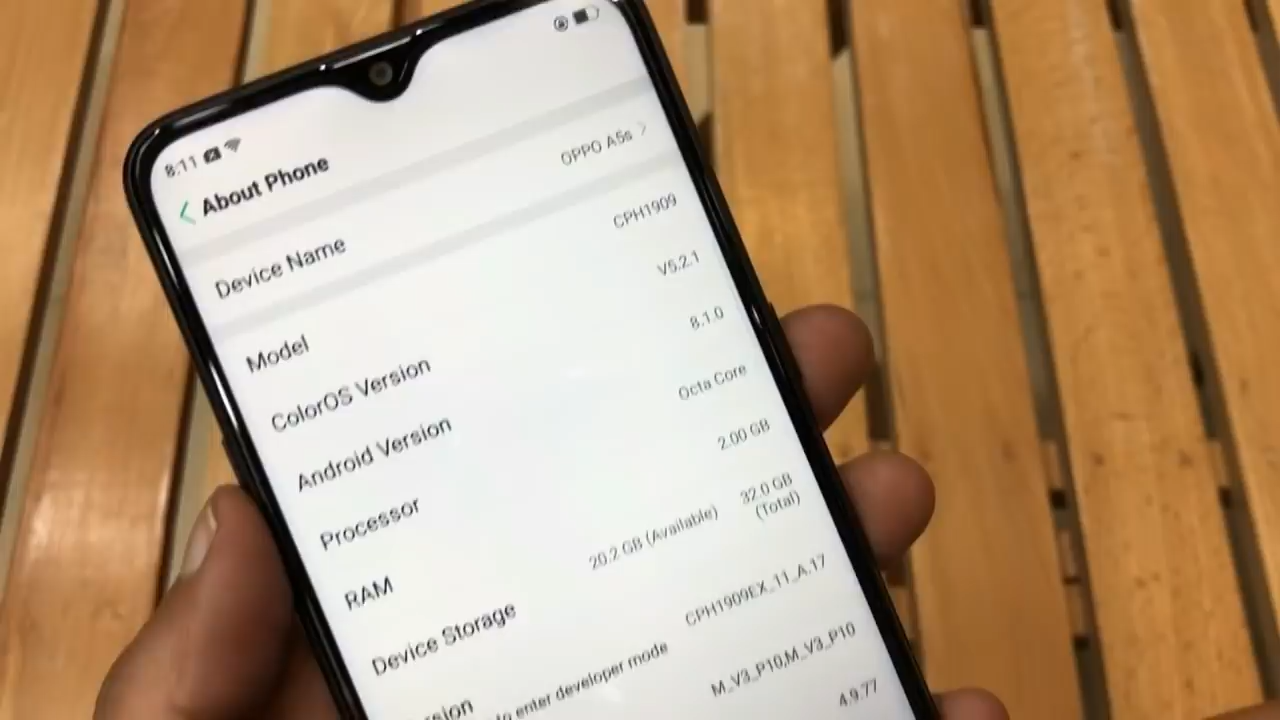 8:11
About Phone
Device Name OPPO A5s
Model CPH1909
ColorOS Version V5.2.1
Android Version 8.1.0
Processor Octa Core
RAM 2.00 GB
Device Storage 20.2 GB (Available) 32.0 GB
(Total)
CPH1909EX_11_A.17
to enter developer mode
M_V3_P10,M_V3_P10
4.9.77